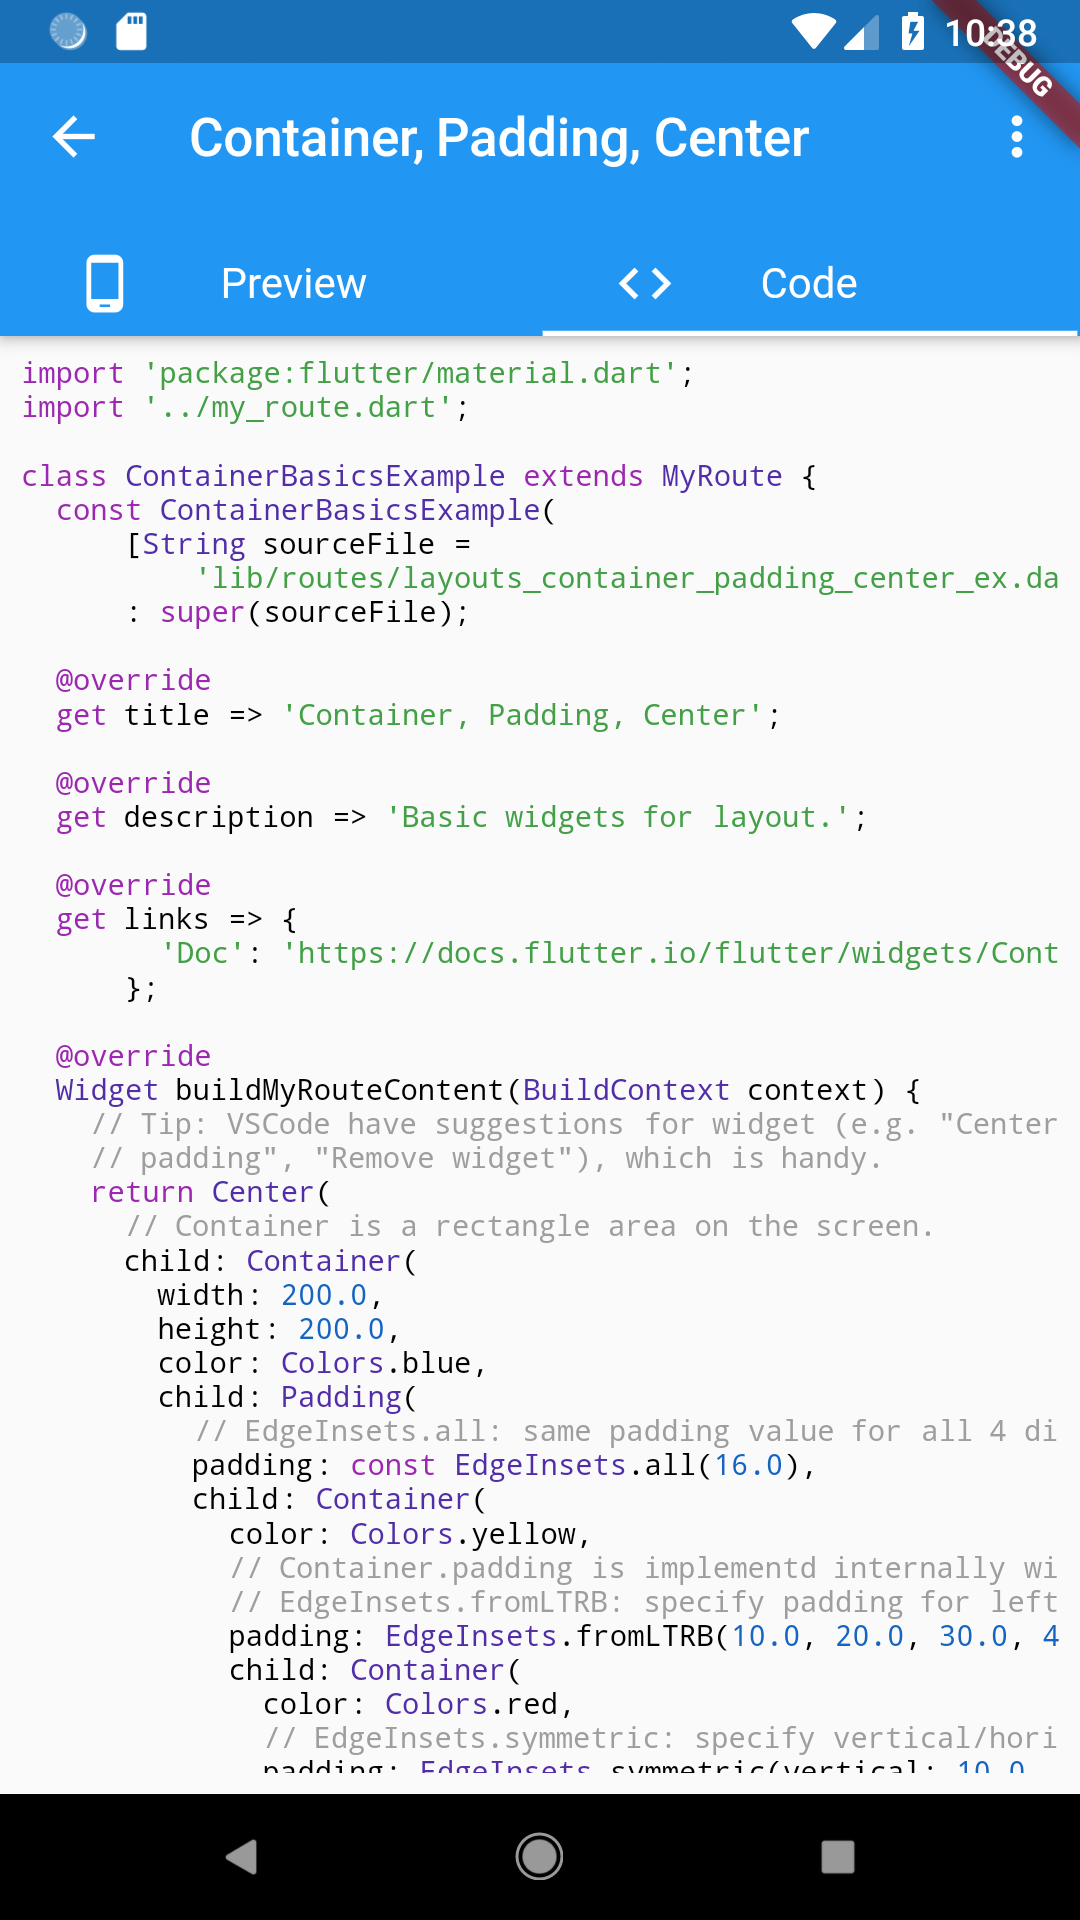 10:38
DEBUG
Container, Padding, Center
Preview
Code
import 'package:flutter/material.dart';
import '../my_route.dart';
class ContainerBasicsExample extends MyRoute {
  const ContainerBasicsExample(
      [String sourceFile =
          'lib/routes/layouts_container_padding_center_ex.da
      : super(sourceFile);
  @override
  get title => 'Container, Padding, Center';
  @override
  get description => 'Basic widgets for layout.';
  @override
  get links => {
        'Doc': 'https://docs.flutter.io/flutter/widgets/Cont
      };
  @override
  Widget buildMyRouteContent(BuildContext context) {
    // Tip: VSCode have suggestions for widget (e.g. "Center
    // padding", "Remove widget"), which is handy.
    return Center(
      // Container is a rectangle area on the screen.
      child: Container(
        width: 200.0,
        height: 200.0,
        color: Colors.blue,
        child: Padding(
          // EdgeInsets.all: same padding value for all 4 di
          padding: const EdgeInsets.all(16.0),
          child: Container(
            color: Colors.yellow,
            // Container.padding is implementd internally wi
            // EdgeInsets.fromLTRB: specify padding for left
            padding: EdgeInsets.fromLTRB(10.0, 20.0, 30.0, 4
            child: Container(
              color: Colors.red,
              // EdgeInsets.symmetric: specify vertical/hori
              padding: EdgeInsets.symmetric(vertical: 10.0